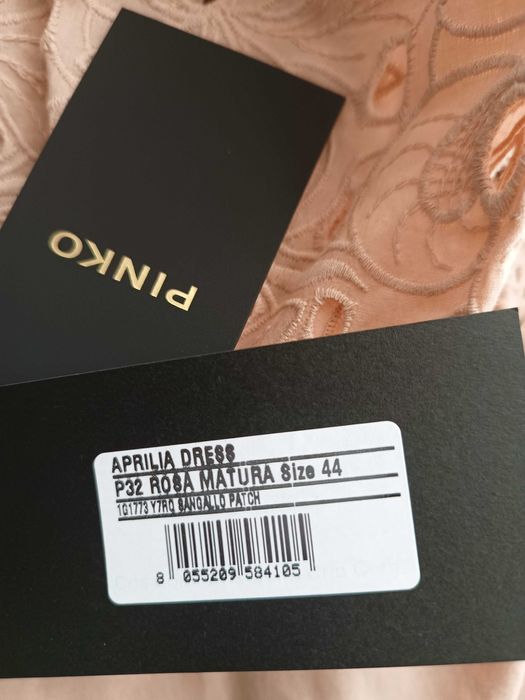 PINKO
APRILIA DRESS
P32 ROSA MATURA Size 44
1G1773 Y7RQ SANGALLO PATCH
8 055209 584105